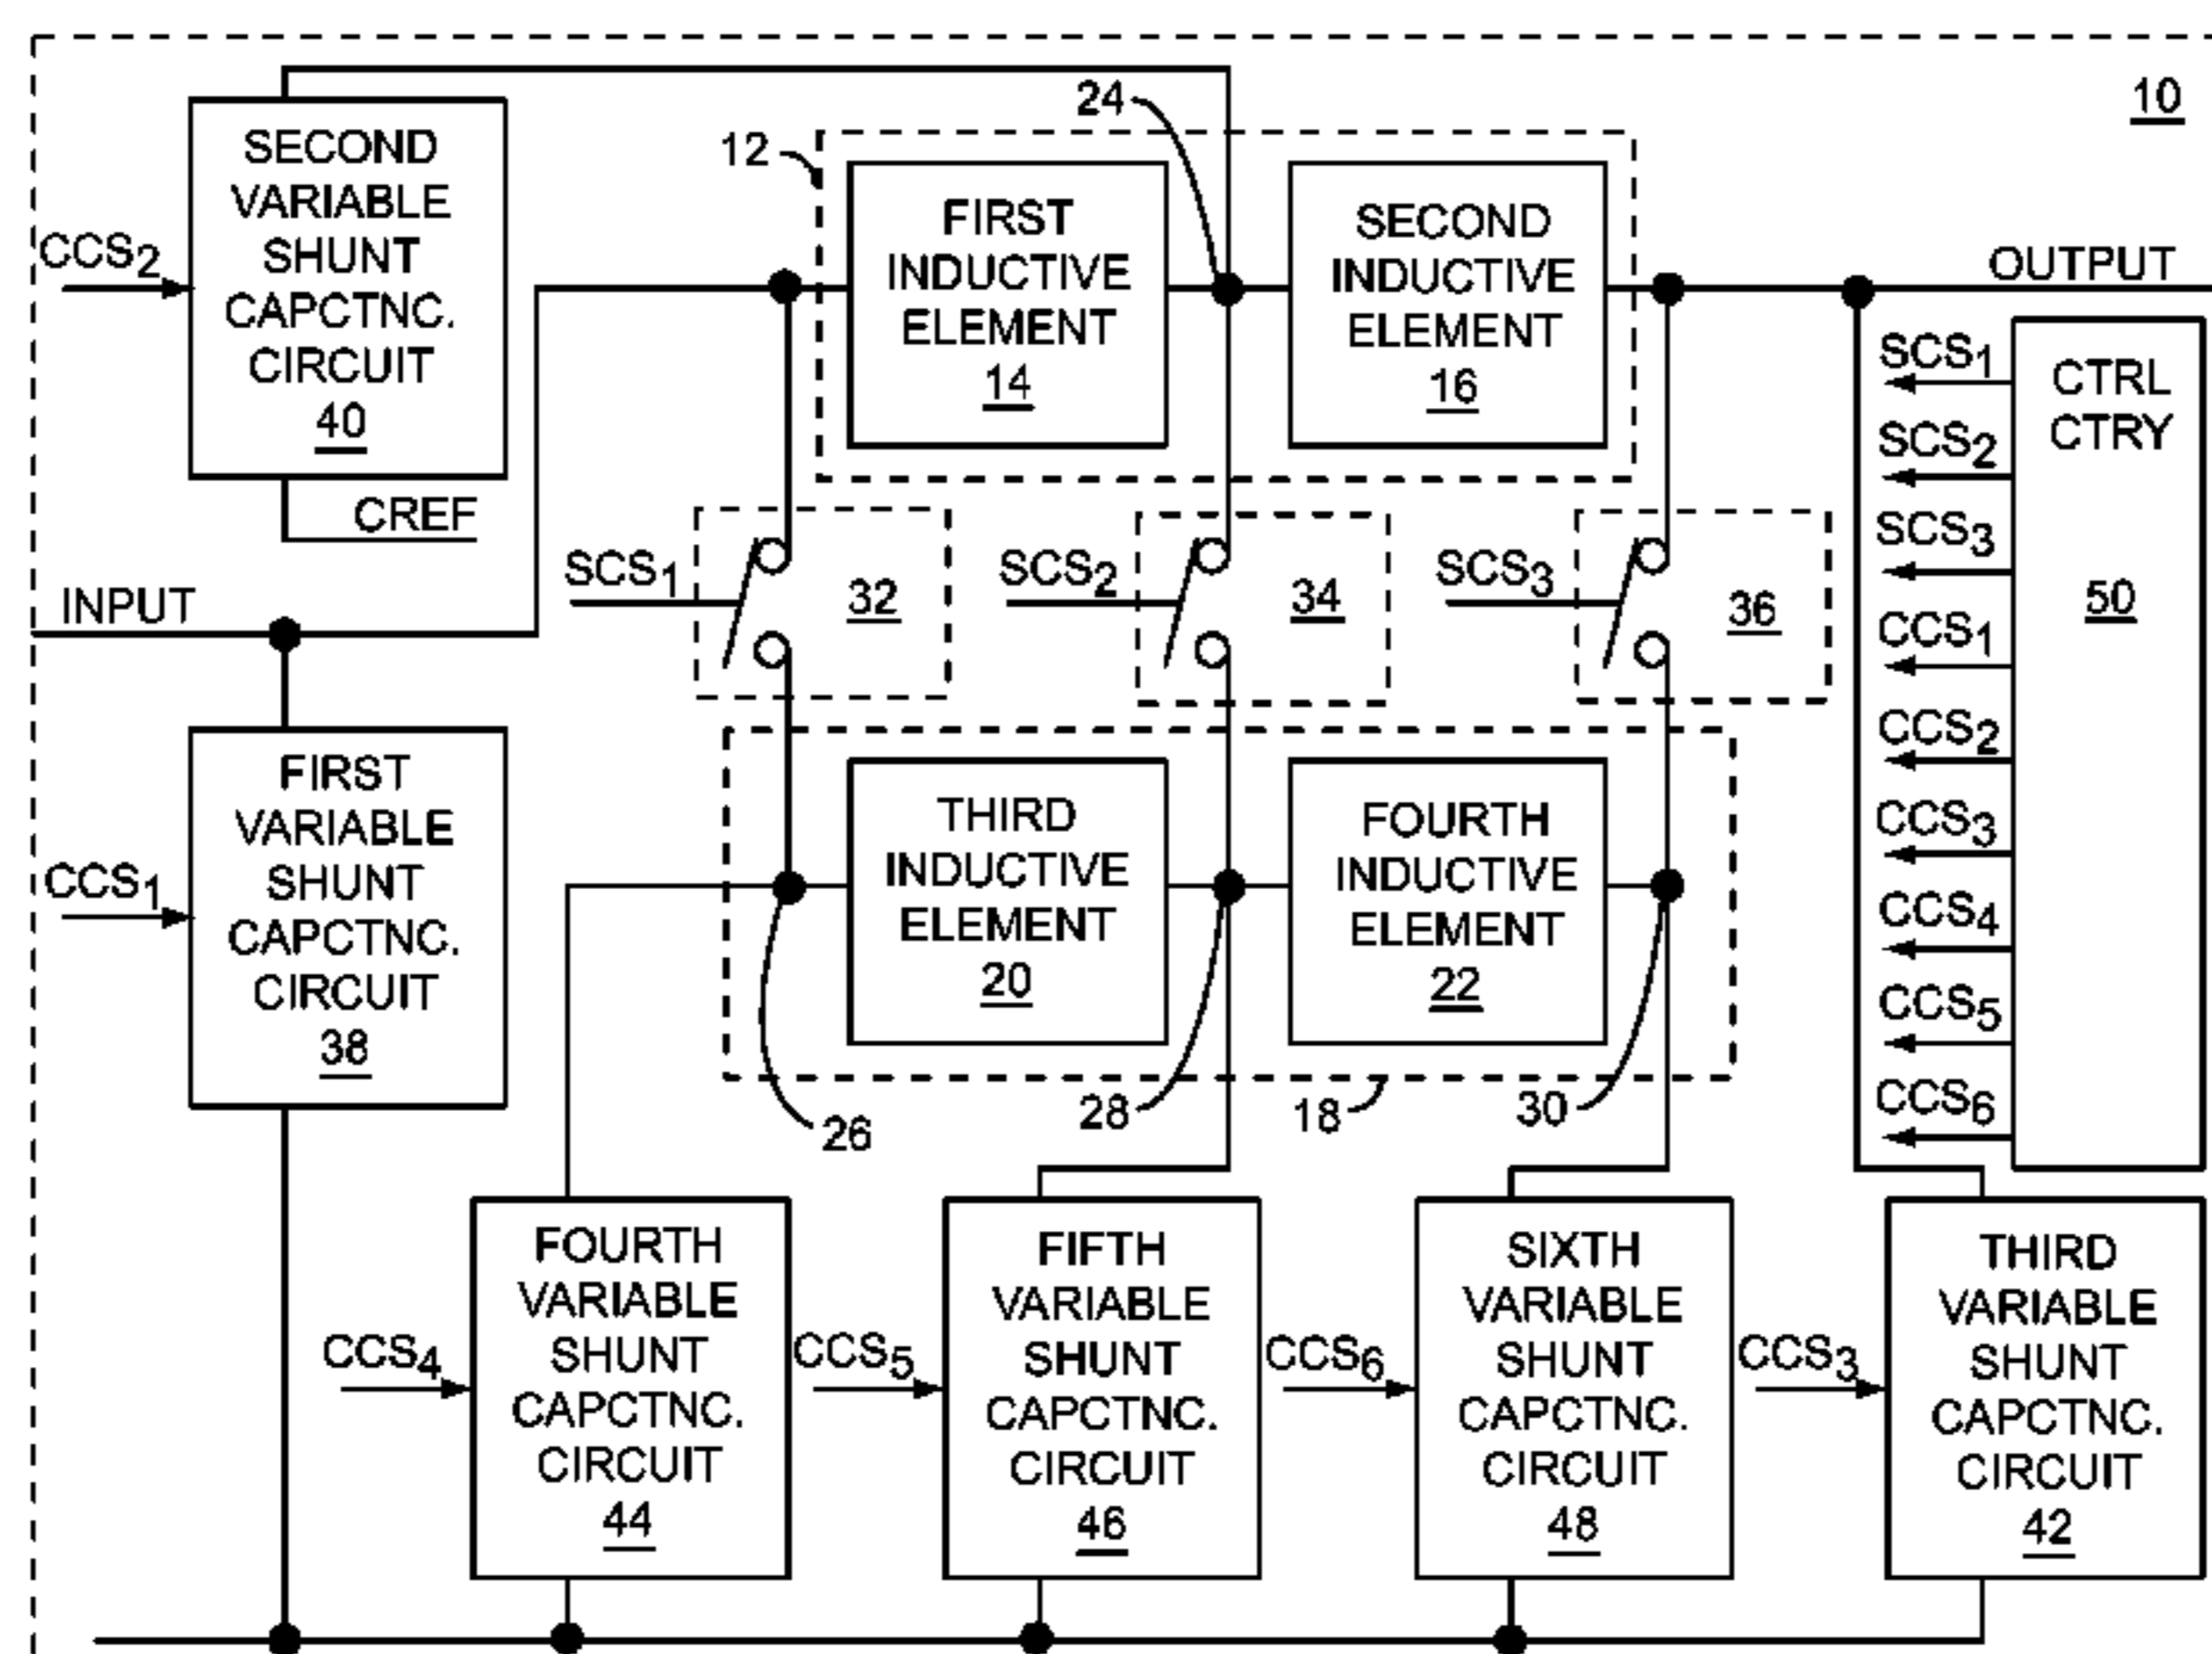 10
24
12
SECOND
VARIABLE
SHUNT
CAPCTNC.
CIRCUIT
40
CCS2
CREF
FIRST
INDUCTIVE
ELEMENT
14
SECOND
INDUCTIVE
ELEMENT
16
OUTPUT
INPUT
SCS1
32
SCS2
34
SCS3
36
CTRL
CTRY
50
SCS1
SCS2
SCS3
CCS1
CCS2
CCS3
CCS4
CCS5
CCS6
FIRST
VARIABLE
SHUNT
CAPCTNC.
CIRCUIT
38
CCS1
THIRD
INDUCTIVE
ELEMENT
20
FOURTH
INDUCTIVE
ELEMENT
22
26
28
18
30
CCS4
FOURTH
VARIABLE
SHUNT
CAPCTNC.
CIRCUIT
44
CCS5
FIFTH
VARIABLE
SHUNT
CAPCTNC.
CIRCUIT
46
CCS6
SIXTH
VARIABLE
SHUNT
CAPCTNC.
CIRCUIT
48
CCS3
THIRD
VARIABLE
SHUNT
CAPCTNC.
CIRCUIT
42